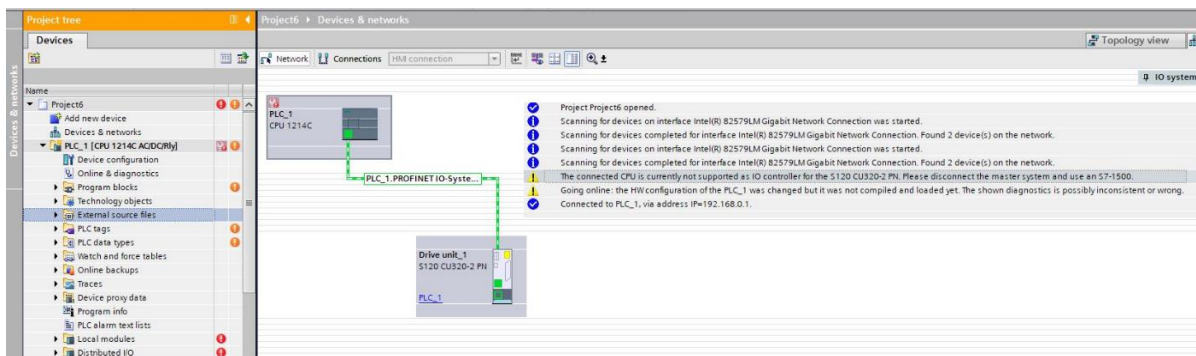 Project tree
Project6 ▸ Devices & networks
Devices
Topology view
Network
Connections
HMI connection
IO system
Devices & networks
Name
Project6
Add new device
Devices & networks
PLC_1 [CPU 1214C AC/DC/Rly]
Device configuration
Online & diagnostics
Program blocks
Technology objects
External source files
PLC tags
PLC data types
Watch and force tables
Online backups
Traces
Device proxy data
Program info
PLC alarm text lists
Local modules
Distributed I/O
PLC_1
CPU 1214C
PLC_1.PROFINET IO-Syste...
Drive unit_1
S120 CU320-2 PN
PLC_1
Project Project6 opened.
Scanning for devices on interface Intel(R) 82579LM Gigabit Network Connection was started.
Scanning for devices completed for interface Intel(R) 82579LM Gigabit Network Connection. Found 2 device(s) on the network.
Scanning for devices on interface Intel(R) 82579LM Gigabit Network Connection was started.
Scanning for devices completed for interface Intel(R) 82579LM Gigabit Network Connection. Found 2 device(s) on the network.
The connected CPU is currently not supported as IO controller for the S120 CU320-2 PN. Please disconnect the master system and use an S7-1500.
Going online: the HW configuration of the PLC_1 was changed but it was not compiled and loaded yet. The shown diagnostics is possibly inconsistent or wrong.
Connected to PLC_1, via address IP=192.168.0.1.